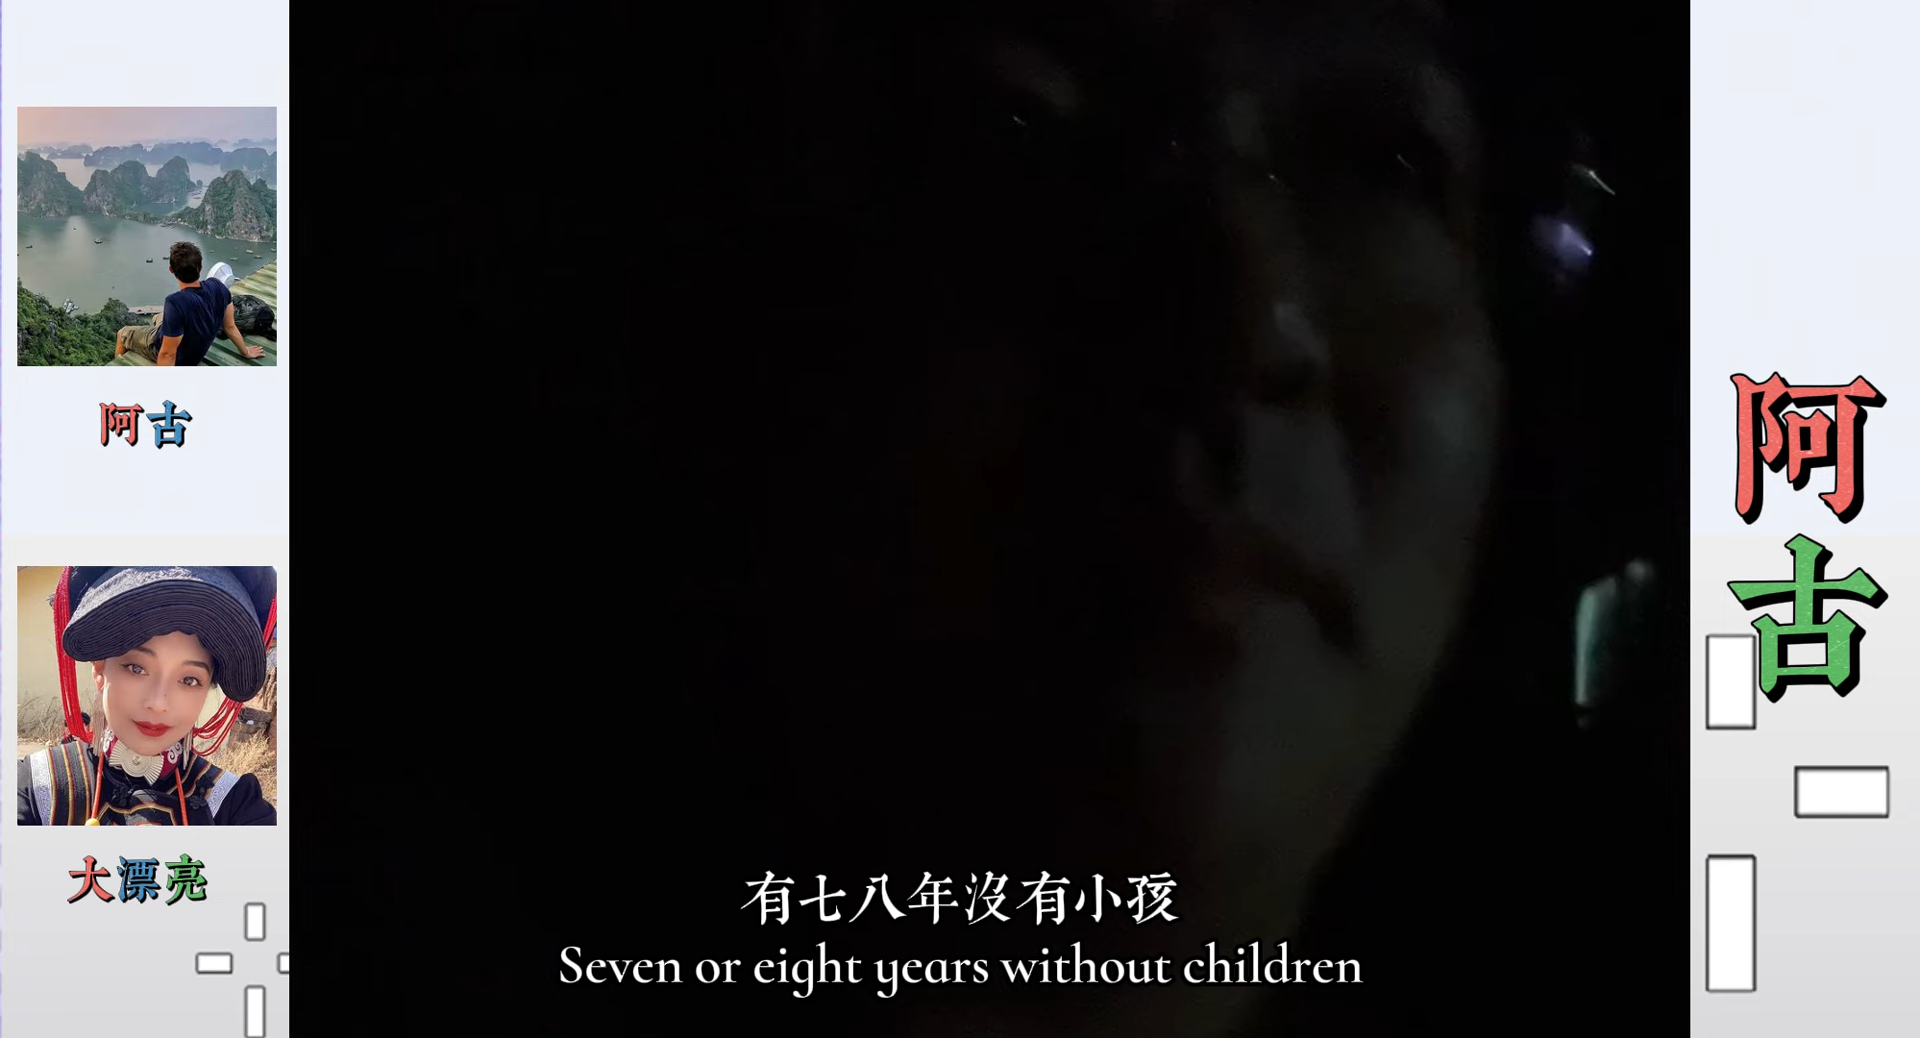 阿古
大漂亮
有七八年沒有小孩
Seven or eight years without children
阿古